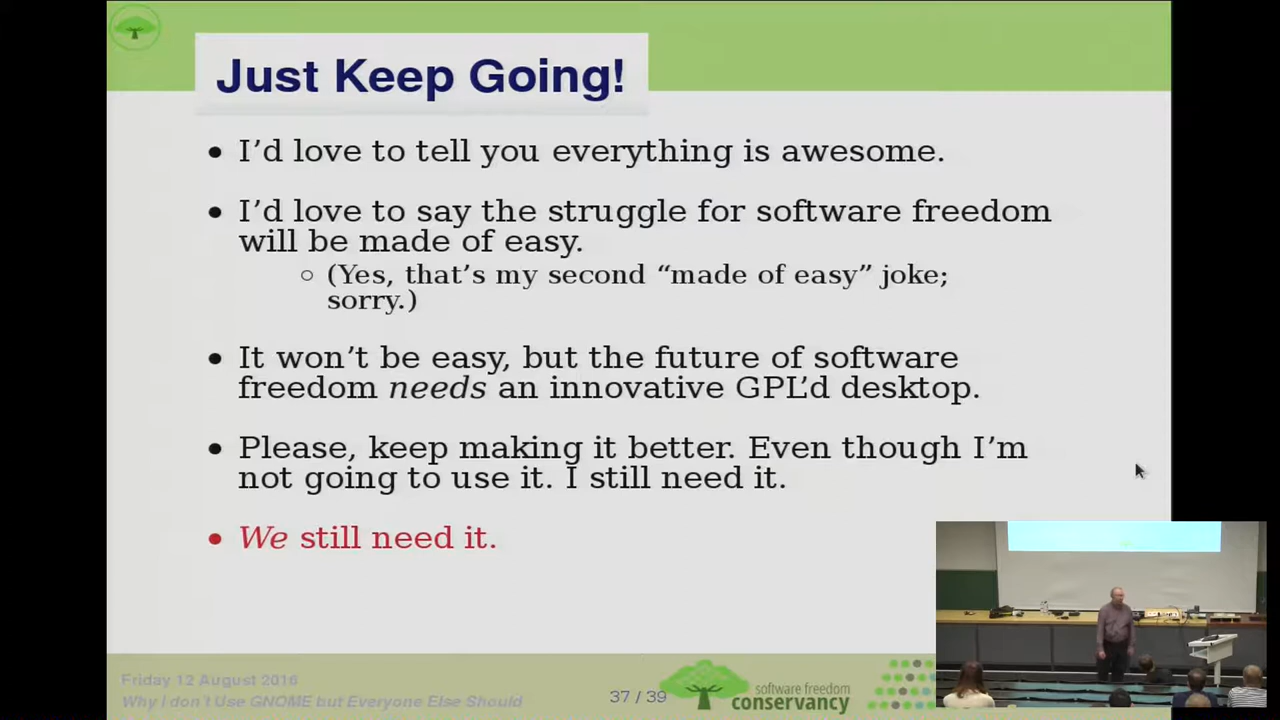 Just Keep Going!
• I’d love to tell you everything is awesome.
• I’d love to say the struggle for software freedom
will be made of easy.
○ (Yes, that’s my second “made of easy” joke;
sorry.)
• It won’t be easy, but the future of software
freedom needs an innovative GPL’d desktop.
• Please, keep making it better. Even though I’m
not going to use it. I still need it.
• We still need it.
Friday 12 August 2016
Why I don't Use GNOME but Everyone Else Should
37 / 39
software freedom
conservancy